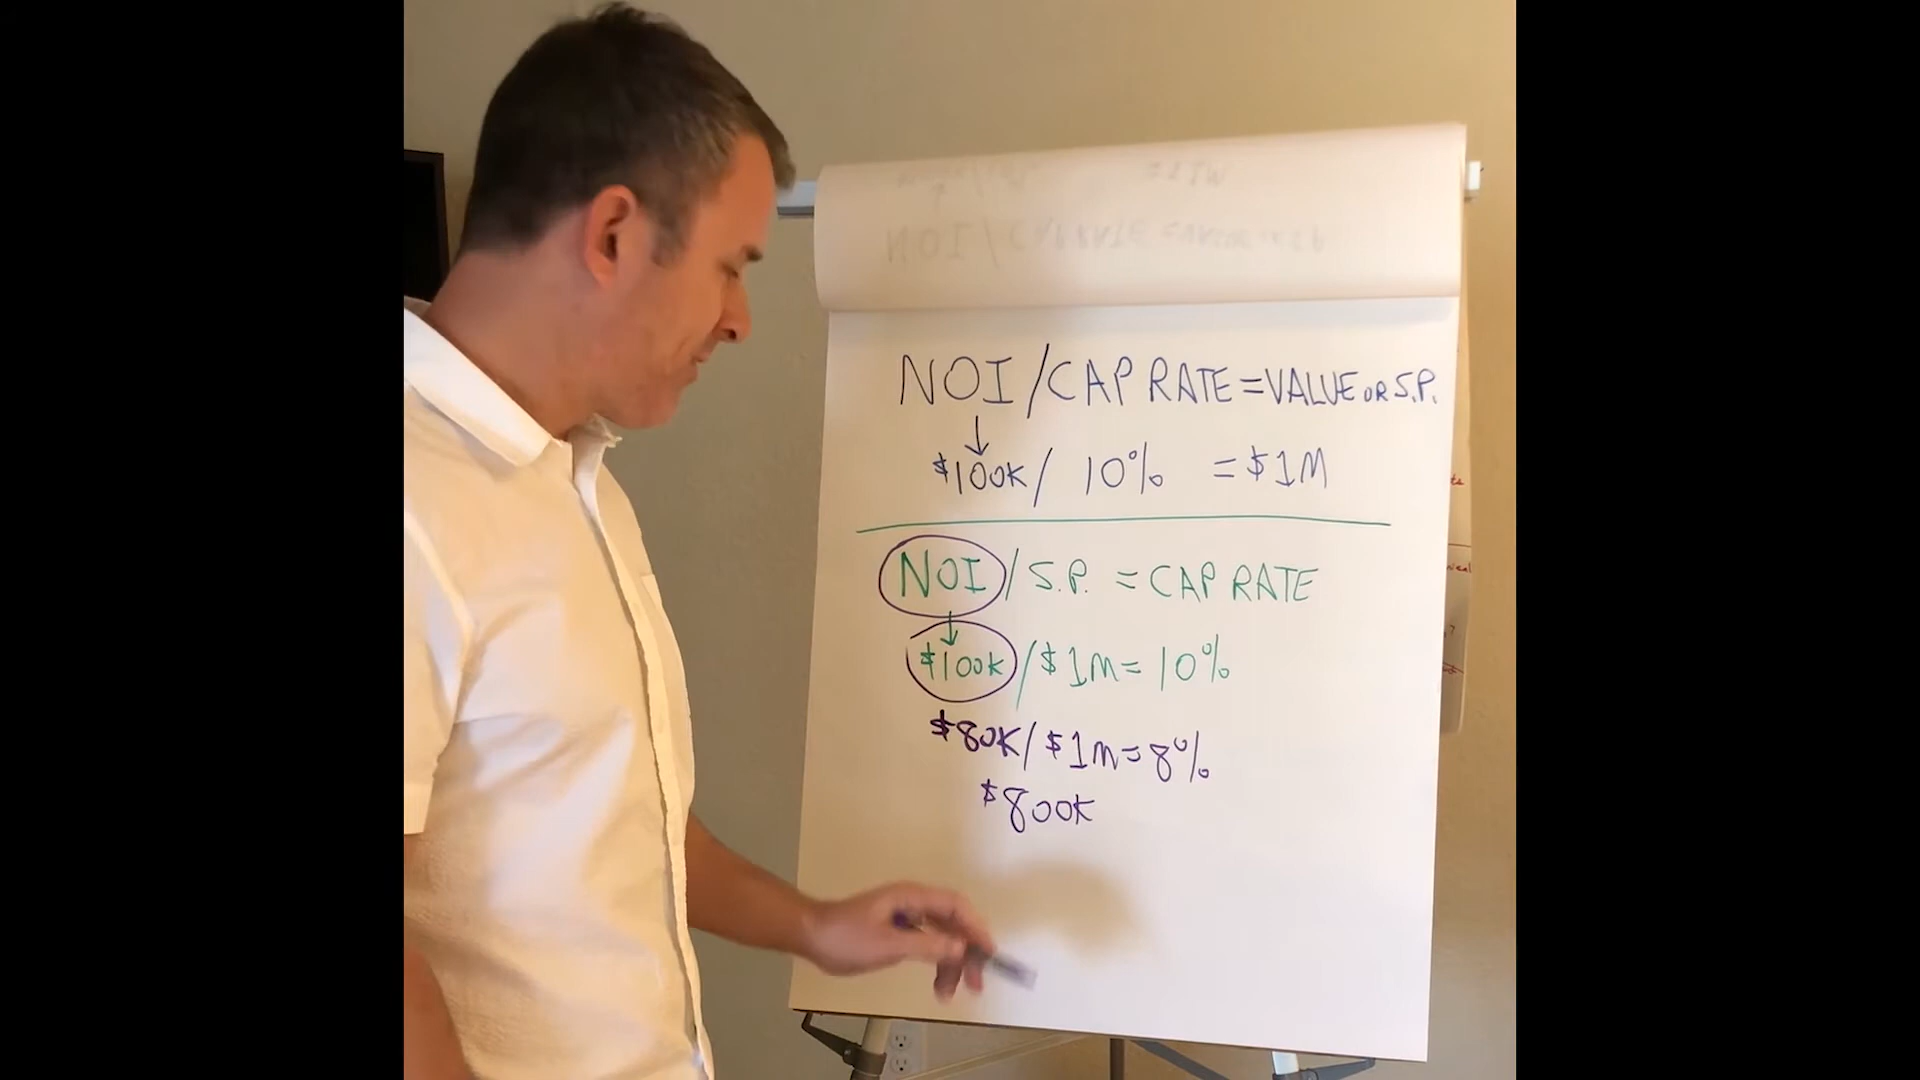 NOI/CAP RATE=VALUE OR S.P.
$100K/ 10% =$1M
NOI/S.P. = CAP RATE
$100K/$1M=10%
$80K/$1M=8%
$800K